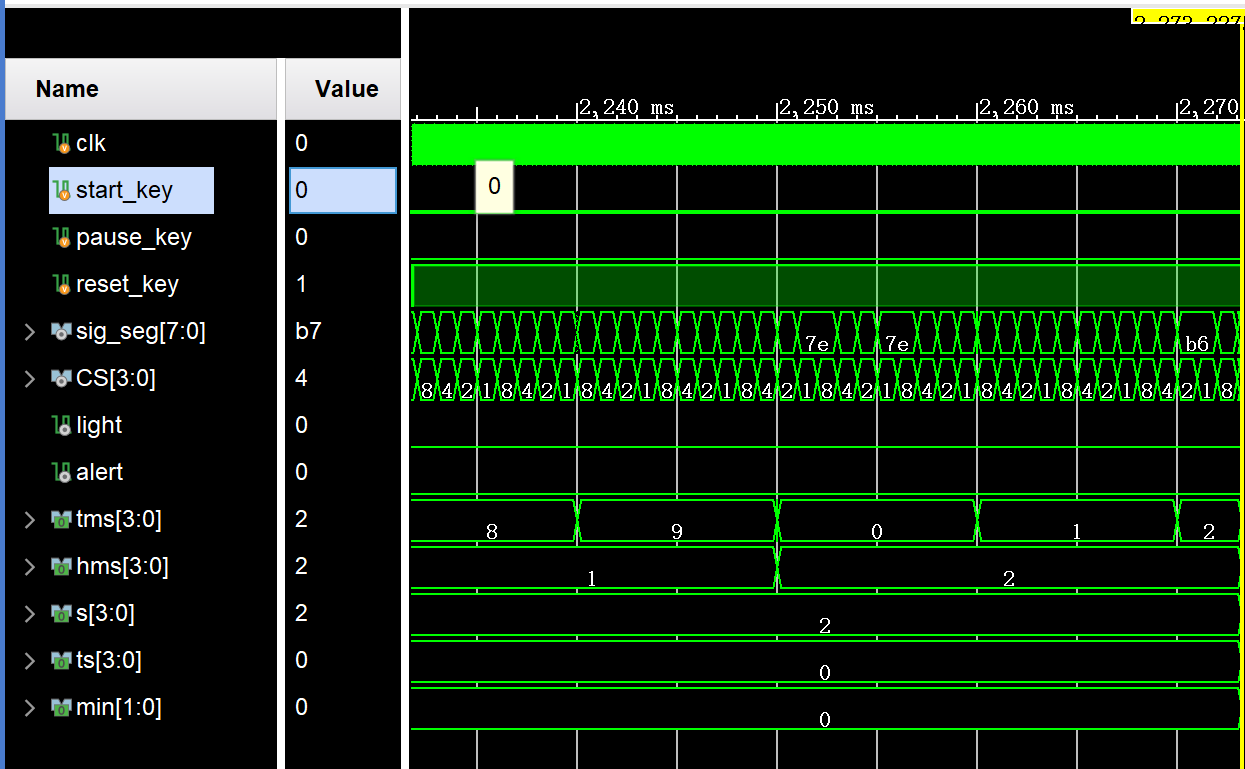 Name Value
2,240 ms 2,250 ms 2,260 ms 2,270
clk 0
start_key 0 0
pause_key 0
reset_key 1
sig_seg[7:0] b7 7e 7e b6
CS[3:0] 4 8 4 2 1 8 4 2 1 8 4 2 1 8 4 2 1 8 4 2 1 8 4 2 1 8 4 2 1 8 4 2 1 8 4 2 1 8 4 2 1 8
light 0
alert 0
tms[3:0] 2 8 9 0 1 2
hms[3:0] 2 1 2
s[3:0] 2 2
ts[3:0] 0 0
min[1:0] 0 0